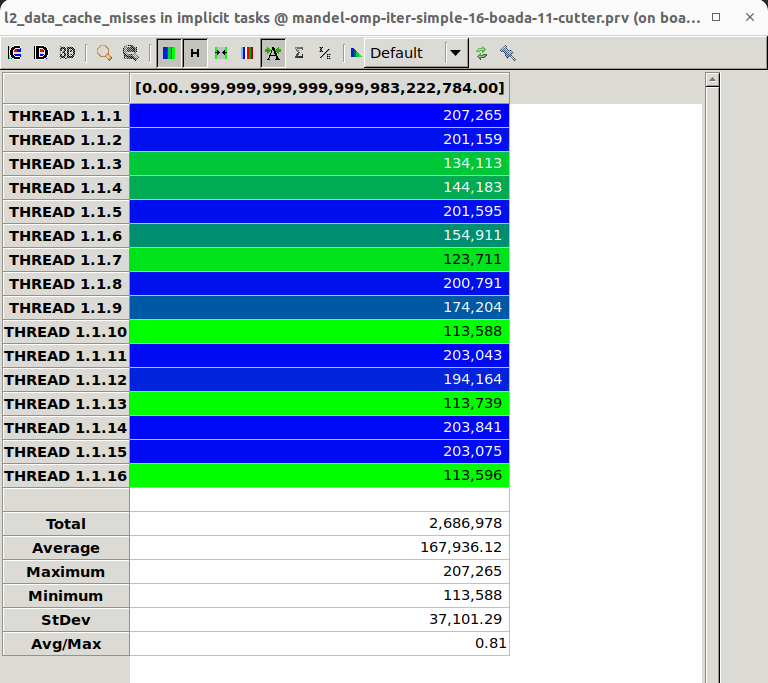 l2_data_cache_misses in implicit tasks @ mandel-omp-iter-simple-16-boada-11-cutter.prv (on boa...
3D H A Σ Default
[0.00..999,999,999,999,999,983,222,784.00]
THREAD 1.1.1 207,265
THREAD 1.1.2 201,159
THREAD 1.1.3 134,113
THREAD 1.1.4 144,183
THREAD 1.1.5 201,595
THREAD 1.1.6 154,911
THREAD 1.1.7 123,711
THREAD 1.1.8 200,791
THREAD 1.1.9 174,204
THREAD 1.1.10 113,588
THREAD 1.1.11 203,043
THREAD 1.1.12 194,164
THREAD 1.1.13 113,739
THREAD 1.1.14 203,841
THREAD 1.1.15 203,075
THREAD 1.1.16 113,596
Total 2,686,978
Average 167,936.12
Maximum 207,265
Minimum 113,588
StDev 37,101.29
Avg/Max 0.81